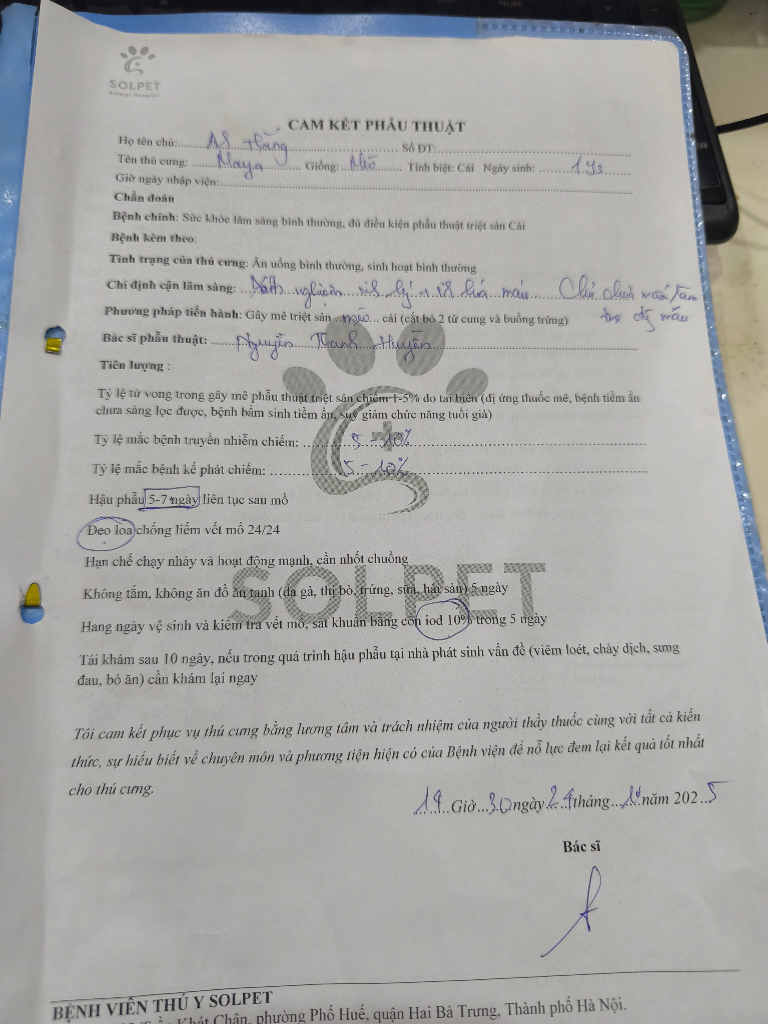 SOLPET
Animal Hospital
CAM KẾT PHẪU THUẬT
Họ tên chủ: AS Hằng Số ĐT:
Tên thú cưng: Maya Giống: Mèo Tính biệt: Cái Ngày sinh: 1
Giờ ngày nhập viện:
Chẩn đoán
Bệnh chính: Sức khỏe lâm sàng bình thường, đủ điều kiện phẫu thuật triệt sản Cái
Bệnh kèm theo:
Tình trạng của thú cưng: Ăn uống bình thường, sinh hoạt bình thường
Chỉ định cận lâm sàng: Xét nghiệm sinh lý, sinh hóa máu Chủ chưa muốn làm
Phương pháp tiến hành: Gây mê triệt sản mèo cái (cắt bỏ 2 tử cung và buồng trứng) máu
Bác sĩ phẫu thuật: Nguyễn Thanh Huyền
Tiên lượng :
Tỷ lệ tử vong trong gây mê phẫu thuật triệt sản chiếm 1-5% do tai biến (dị ứng thuốc mê, bệnh tiềm ẩn
chưa sàng lọc được, bệnh bẩm sinh tiềm ẩn, suy giảm chức năng tuổi già)
Tỷ lệ mắc bệnh truyền nhiễm chiếm: 5 - 10%
Tỷ lệ mắc bệnh kế phát chiếm: 5 - 10%
Hậu phẫu 5-7 ngày liên tục sau mổ
Đeo loa chống liếm vết mổ 24/24
Hạn chế chạy nhảy và hoạt động mạnh, cần nhốt chuồng
Không tắm, không ăn đồ ăn tanh (da gà, thị bò, trứng, sữa, hải sản) 5 ngày
Hang ngày vệ sinh và kiểm tra vết mổ, sát khuẩn bằng cồn iod 10% trong 5 ngày
Tái khám sau 10 ngày, nếu trong quá trình hậu phẫu tại nhà phát sinh vấn đề (viêm loét, chảy dịch, sưng
đau, bỏ ăn) cần khám lại ngay
Tôi cam kết phục vụ thú cưng bằng lương tâm và trách nhiệm của người thầy thuốc cùng với tất cả kiến
thức, sự hiểu biết về chuyên môn và phương tiện hiện có của Bệnh viện để nỗ lực đem lại kết quả tốt nhất
cho thú cưng.
19 Giờ 30 ngày 24 tháng năm 2025
Bác sĩ
SOLPET
BỆNH VIỆN THÚ Y SOLPET
Khát Chân, phường Phố Huế, quận Hai Bà Trưng, Thành phố Hà Nội.